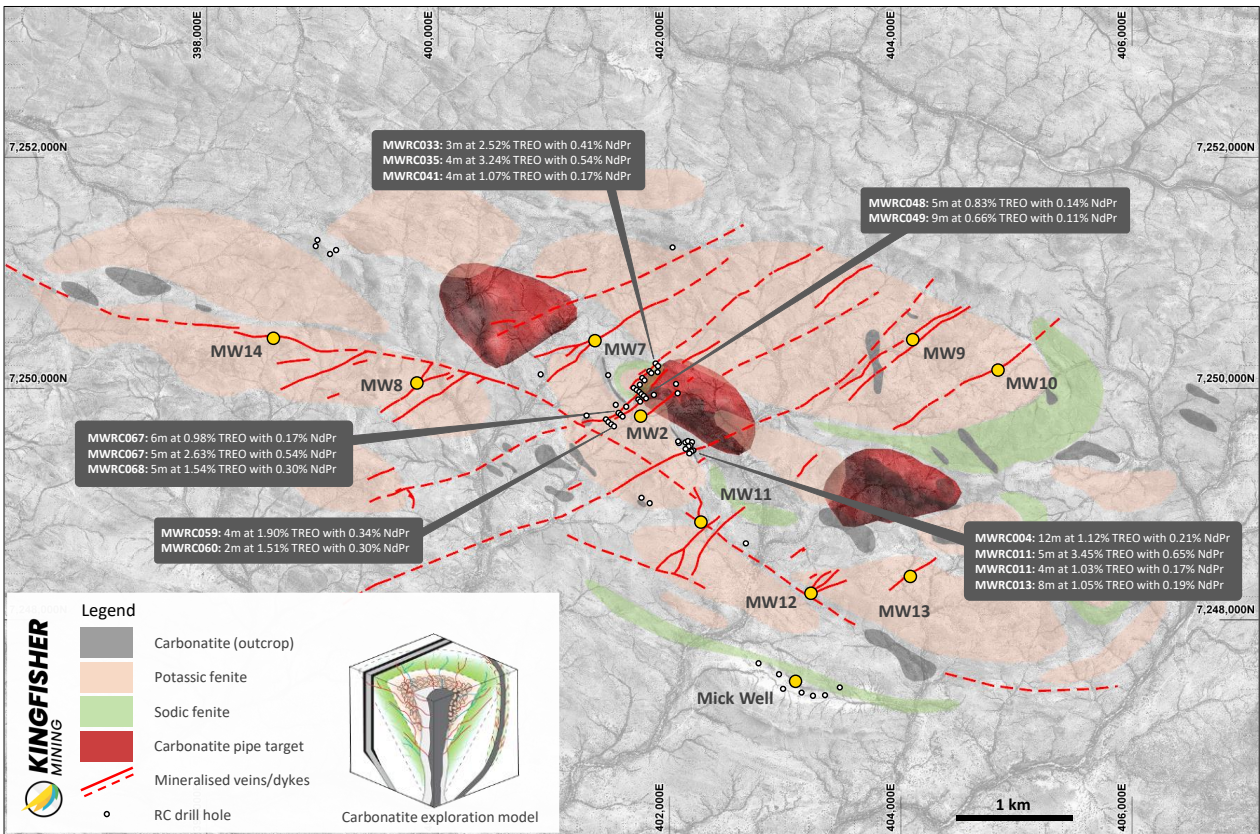 398,000E
400,000E
402,000E
404,000E
406,000E
7,252,000N
7,252,000N
MWRC033: 3m at 2.52% TREO with 0.41% NdPr
MWRC035: 4m at 3.24% TREO with 0.54% NdPr
MWRC041: 4m at 1.07% TREO with 0.17% NdPr
MWRC048: 5m at 0.83% TREO with 0.14% NdPr
MWRC049: 9m at 0.66% TREO with 0.11% NdPr
MW14
MW7
MW9
MW8
MW10
7,250,000N
7,250,000N
MW2
MWRC067: 6m at 0.98% TREO with 0.17% NdPr
MWRC067: 5m at 2.63% TREO with 0.54% NdPr
MWRC068: 5m at 1.54% TREO with 0.30% NdPr
MW11
MWRC059: 4m at 1.90% TREO with 0.34% NdPr
MWRC060: 2m at 1.51% TREO with 0.30% NdPr
MWRC004: 12m at 1.12% TREO with 0.21% NdPr
MWRC011: 5m at 3.45% TREO with 0.65% NdPr
MWRC011: 4m at 1.03% TREO with 0.17% NdPr
MWRC013: 8m at 1.05% TREO with 0.19% NdPr
MW12
MW13
7,248,000N
Mick Well
KINGFISHER
MINING
Legend
Carbonatite (outcrop)
Potassic fenite
Sodic fenite
Carbonatite pipe target
Mineralised veins/dykes
RC drill hole
Carbonatite exploration model
402,000E
404,000E
406,000E
1 km